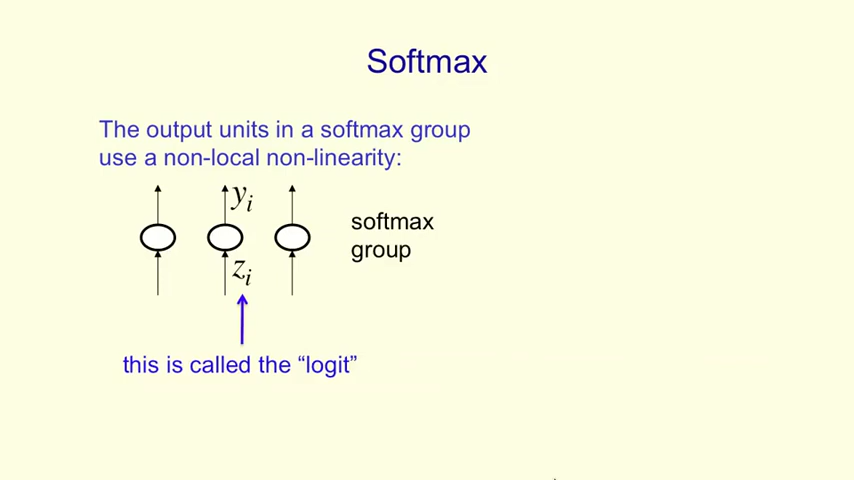 Softmax
The output units in a softmax group
use a non-local non-linearity:
y_i
softmax
group
z_i
this is called the “logit”